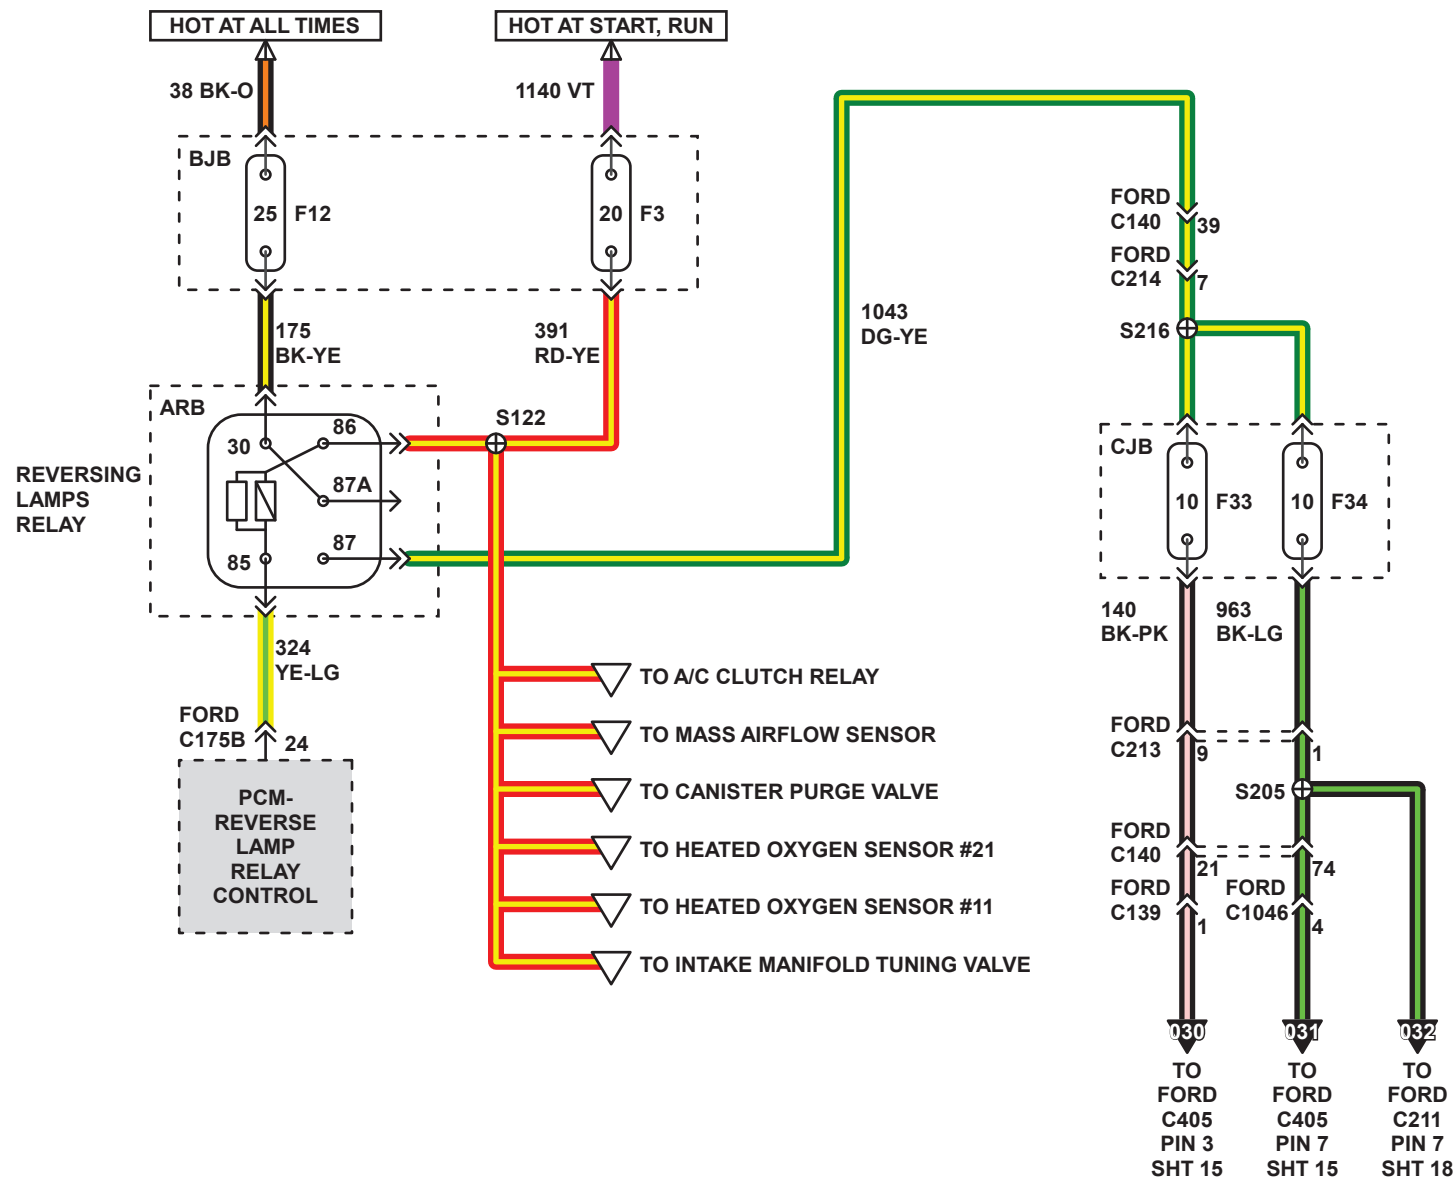 HOT AT ALL TIMES
HOT AT START, RUN
38 BK-O
1140 VT
BJB
25
F12
20
F3
175
BK-YE
391
RD-YE
1043
DG-YE
FORD
C140
39
FORD
C214
7
S216
ARB
S122
REVERSING
LAMPS
RELAY
30
86
87A
85
87
CJB
10
F33
10
F34
324
YE-LG
140
BK-PK
963
BK-LG
FORD
C175B
24
PCM-
REVERSE
LAMP
RELAY
CONTROL
TO A/C CLUTCH RELAY
TO MASS AIRFLOW SENSOR
TO CANISTER PURGE VALVE
TO HEATED OXYGEN SENSOR #21
TO HEATED OXYGEN SENSOR #11
TO INTAKE MANIFOLD TUNING VALVE
FORD
C213
9
1
S205
FORD
C140
21
74
FORD
C139
1
FORD
C1046
4
030
TO
FORD
C405
PIN 3
SHT 15
031
TO
FORD
C405
PIN 7
SHT 15
032
TO
FORD
C211
PIN 7
SHT 18